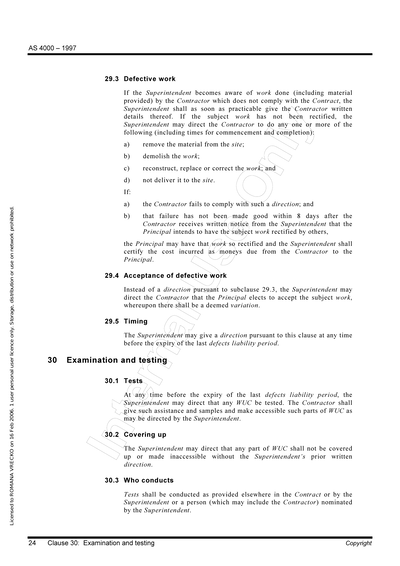 AS 4000 – 1997
29.3 Defective work
If the Superintendent becomes aware of work done (including material
provided) by the Contractor which does not comply with the Contract, the
Superintendent shall as soon as practicable give the Contractor written
details thereof. If the subject work has not been rectified, the
Superintendent may direct the Contractor to do any one or more of the
following (including times for commencement and completion):
a) remove the material from the site;
b) demolish the work;
c) reconstruct, replace or correct the work; and
d) not deliver it to the site.
If:
a) the Contractor fails to comply with such a direction; and
b) that failure has not been made good within 8 days after the
Contractor receives written notice from the Superintendent that the
Principal intends to have the subject work rectified by others,
the Principal may have that work so rectified and the Superintendent shall
certify the cost incurred as moneys due from the Contractor to the
Principal.
29.4 Acceptance of defective work
Instead of a direction pursuant to subclause 29.3, the Superintendent may
direct the Contractor that the Principal elects to accept the subject work,
whereupon there shall be a deemed variation.
29.5 Timing
The Superintendent may give a direction pursuant to this clause at any time
before the expiry of the last defects liability period.
30 Examination and testing
30.1 Tests
At any time before the expiry of the last defects liability period, the
Superintendent may direct that any WUC be tested. The Contractor shall
give such assistance and samples and make accessible such parts of WUC as
may be directed by the Superintendent.
30.2 Covering up
The Superintendent may direct that any part of WUC shall not be covered
up or made inaccessible without the Superintendent's prior written
direction.
30.3 Who conducts
Tests shall be conducted as provided elsewhere in the Contract or by the
Superintendent or a person (which may include the Contractor) nominated
by the Superintendent.
Licensed to ROMANA VRECKO on 16 Feb 2006. 1 user personal user licence only. Storage, distribution or use on network prohibited.
24 Clause 30: Examination and testing Copyright